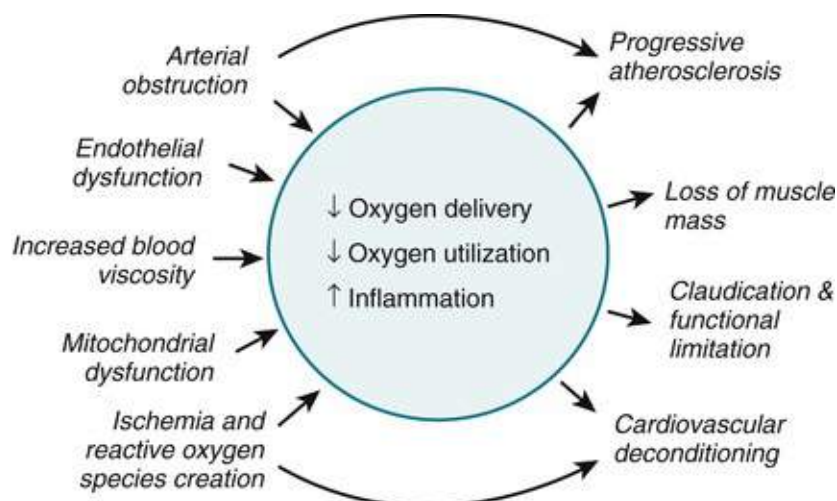 Arterial
obstruction
Endothelial
dysfunction
Increased blood
viscosity
Mitochondrial
dysfunction
Ischemia and
reactive oxygen
species creation
↓ Oxygen delivery
↓ Oxygen utilization
↑ Inflammation
Progressive
atherosclerosis
Loss of muscle
mass
Claudication &
functional
limitation
Cardiovascular
deconditioning